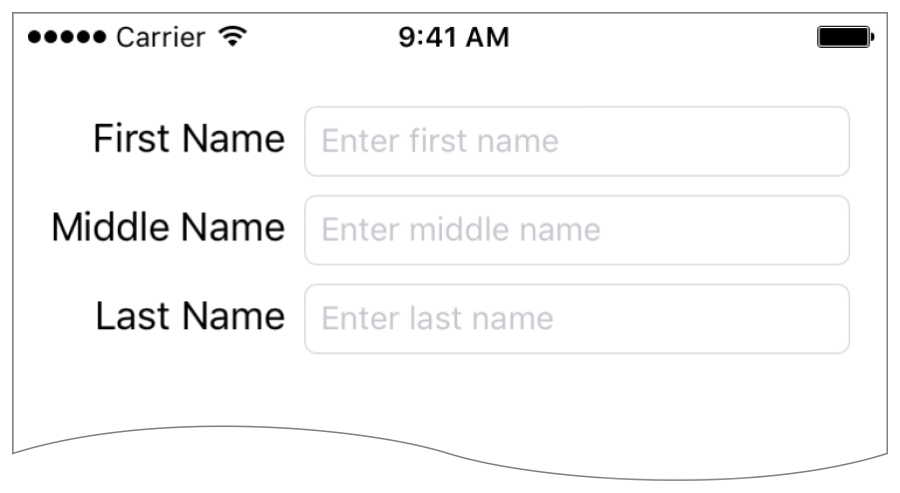 Carrier 9:41 AM
First Name Enter first name
Middle Name Enter middle name
Last Name Enter last name